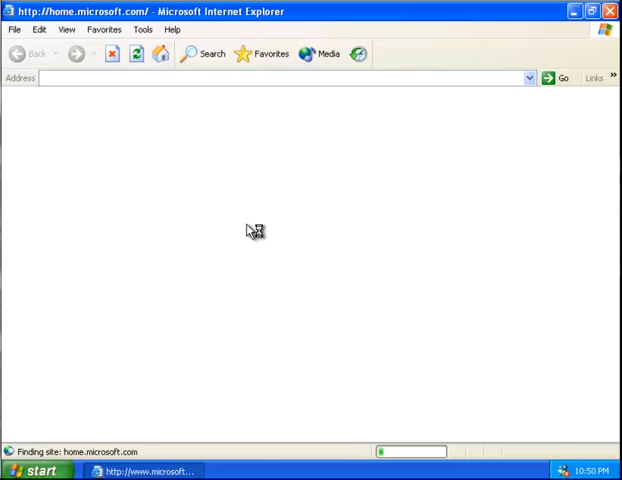 http://home.microsoft.com/ - Microsoft Internet Explorer
File Edit View Favorites Tools Help
Back Search Favorites Media
Address Go Links »
Finding site: home.microsoft.com
start http://www.microsoft... 10:50 PM